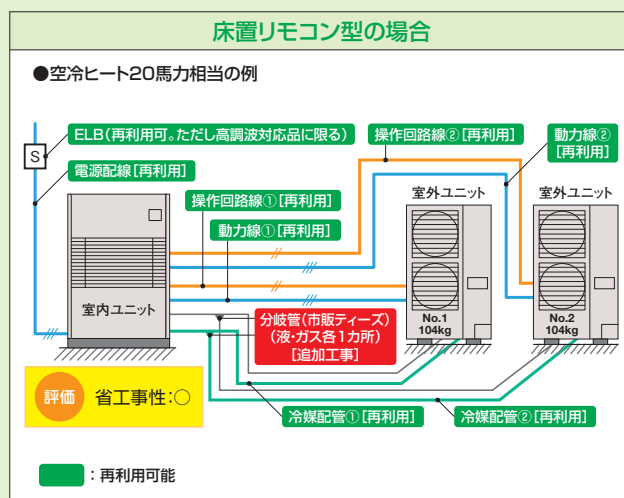 床置リモコン型の場合
●空冷ヒート20馬力相当の例
ELB(再利用可。ただし高調波対応品に限る)
S
電源配線[再利用]
操作回路線②[再利用]
動力線②
[再利用]
操作回路線①[再利用]
動力線①[再利用]
室外ユニット
室外ユニット
室内ユニット
No.1
104kg
No.2
104kg
分岐管(市販ティーズ)
(液・ガス各1カ所)
[追加工事]
評価 省工事性:○
冷媒配管①[再利用]
冷媒配管②[再利用]
:再利用可能